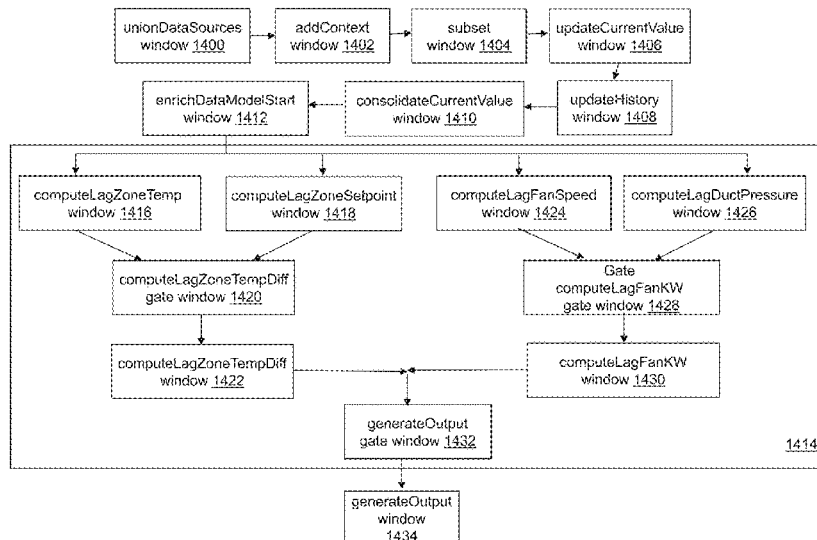 unionDataSources
window 1400
addContext
window 1402
subset
window 1404
updateCurrentValue
window 1406
enrichDataModelStart
window 1412
consolidateCurrentValue
window 1410
updateHistory
window 1408
computeLagZoneTemp
window 1416
computeLagZoneSetpoint
window 1418
computeLagFanSpeed
window 1424
computeLagDuctPressure
window 1426
computeLagZoneTempDiff
gate window 1420
Gate
computeLagFanKW
gate window 1428
computeLagZoneTempDiff
window 1422
computeLagFanKW
window 1430
generateOutput
gate window 1432
1414
generateOutput
window
1434